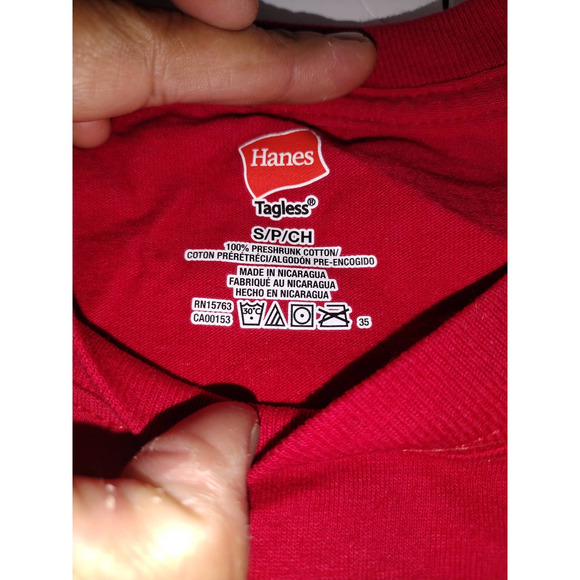 Hanes
Tagless®
S/P/CH
100% PRESHRUNK COTTON/
COTON PRÉRÉTRÉCI/ALGODÓN PRE-ENCOGIDO
MADE IN NICARAGUA
FABRIQUÉ AU NICARAGUA
HECHO EN NICARAGUA
RN15763
CA00153
30°C
35